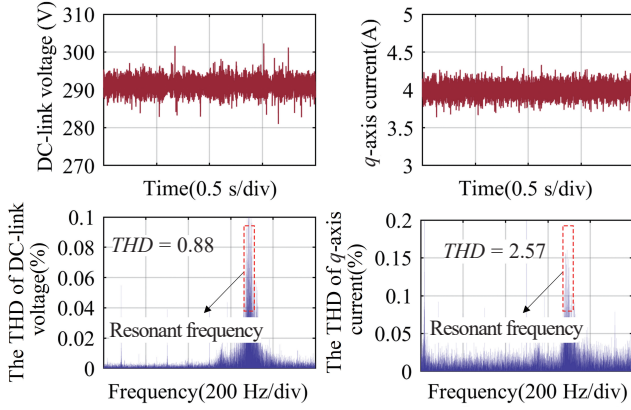 DC-link voltage (V)
310
300
290
280
270
Time(0.5 s/div)
q-axis current(A)
5
4.5
4
3.5
3
Time(0.5 s/div)
The THD of DC-link
voltage(%)
0.1
0.08
0.06
0.04
0.02
0
THD = 0.88
Resonant frequency
Frequency(200 Hz/div)
The THD of q-axis
current(%)
0.2
0.15
0.1
0.05
0
THD = 2.57
Resonant frequency
Frequency(200 Hz/div)